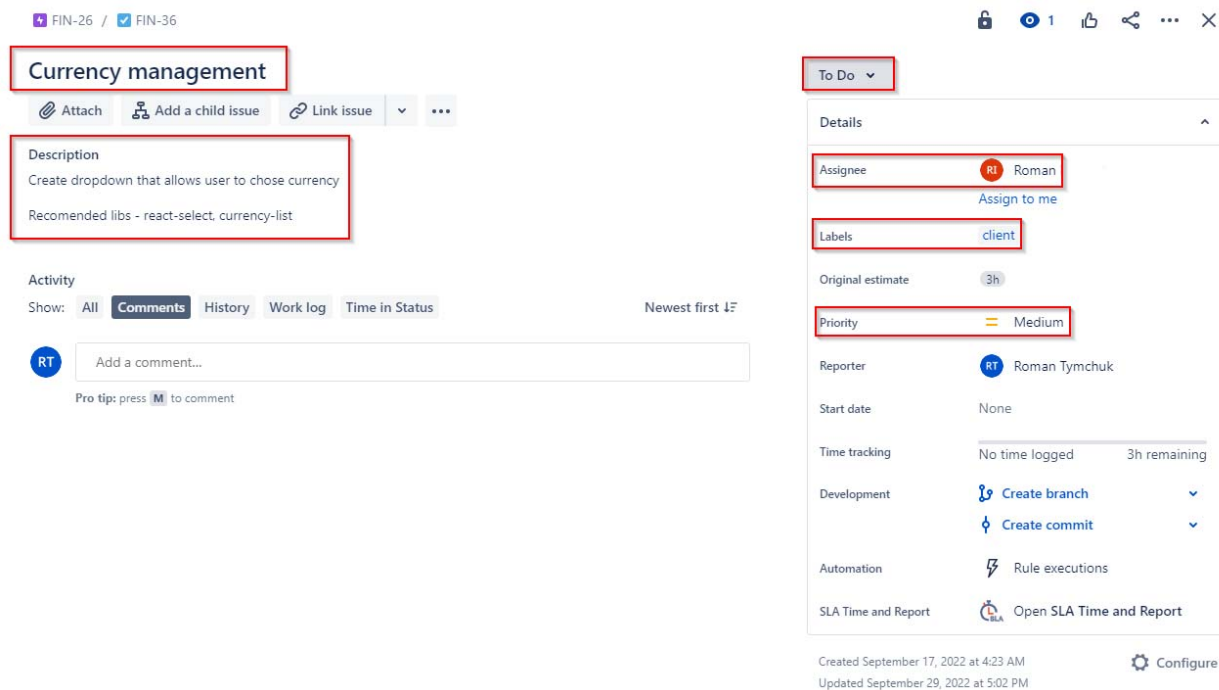 FIN-26 / FIN-36
1
Currency management
Attach
Add a child issue
Link issue
Description
Create dropdown that allows user to chose currency
Recomended libs - react-select, currency-list
Activity
Show: All Comments History Work log Time in Status
Newest first
RT
Add a comment...
Pro tip: press M to comment
To Do
Details
Assignee RI Roman
Assign to me
Labels client
Original estimate 3h
Priority Medium
Reporter RT Roman Tymchuk
Start date None
Time tracking No time logged 3h remaining
Development Create branch
Create commit
Automation Rule executions
SLA Time and Report SLA Open SLA Time and Report
Created September 17, 2022 at 4:23 AM
Configure
Updated September 29, 2022 at 5:02 PM